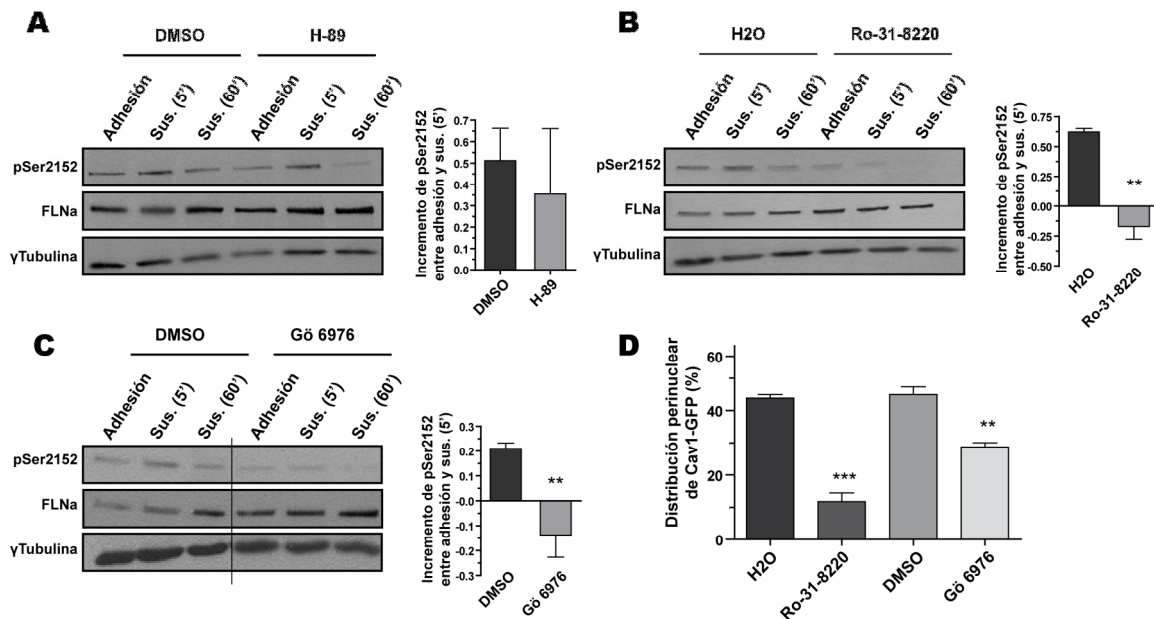 A
DMSO
H-89
Adhesión
Sus. (5')
Sus. (60')
Adhesión
Sus. (5')
Sus. (60')
pSer2152
FLNa
γTubulina
Incremento de pSer2152
entre adhesión y sus. (5')
0.7
0.6
0.5
0.4
0.3
0.2
0.1
0.0
DMSO
H-89
B
H2O
Ro-31-8220
Adhesión
Sus. (5')
Sus. (60')
Adhesión
Sus. (5')
Sus. (60')
pSer2152
FLNa
γTubulina
Incremento de pSer2152
entre adhesión y sus. (5')
0.75
0.50
0.25
0.00
-0.25
-0.50
**
H2O
Ro-31-8220
C
DMSO
Gö 6976
Adhesión
Sus. (5')
Sus. (60')
Adhesión
Sus. (5')
Sus. (60')
pSer2152
FLNa
γTubulina
Incremento de pSer2152
entre adhesión y sus. (5')
0.3
0.2
0.1
-0.0
-0.1
-0.2
-0.3
**
DMSO
Gö 6976
D
Distribución perinuclear
de Cav1-GFP (%)
60
40
20
0
***
**
H2O
Ro-31-8220
DMSO
Gö 6976